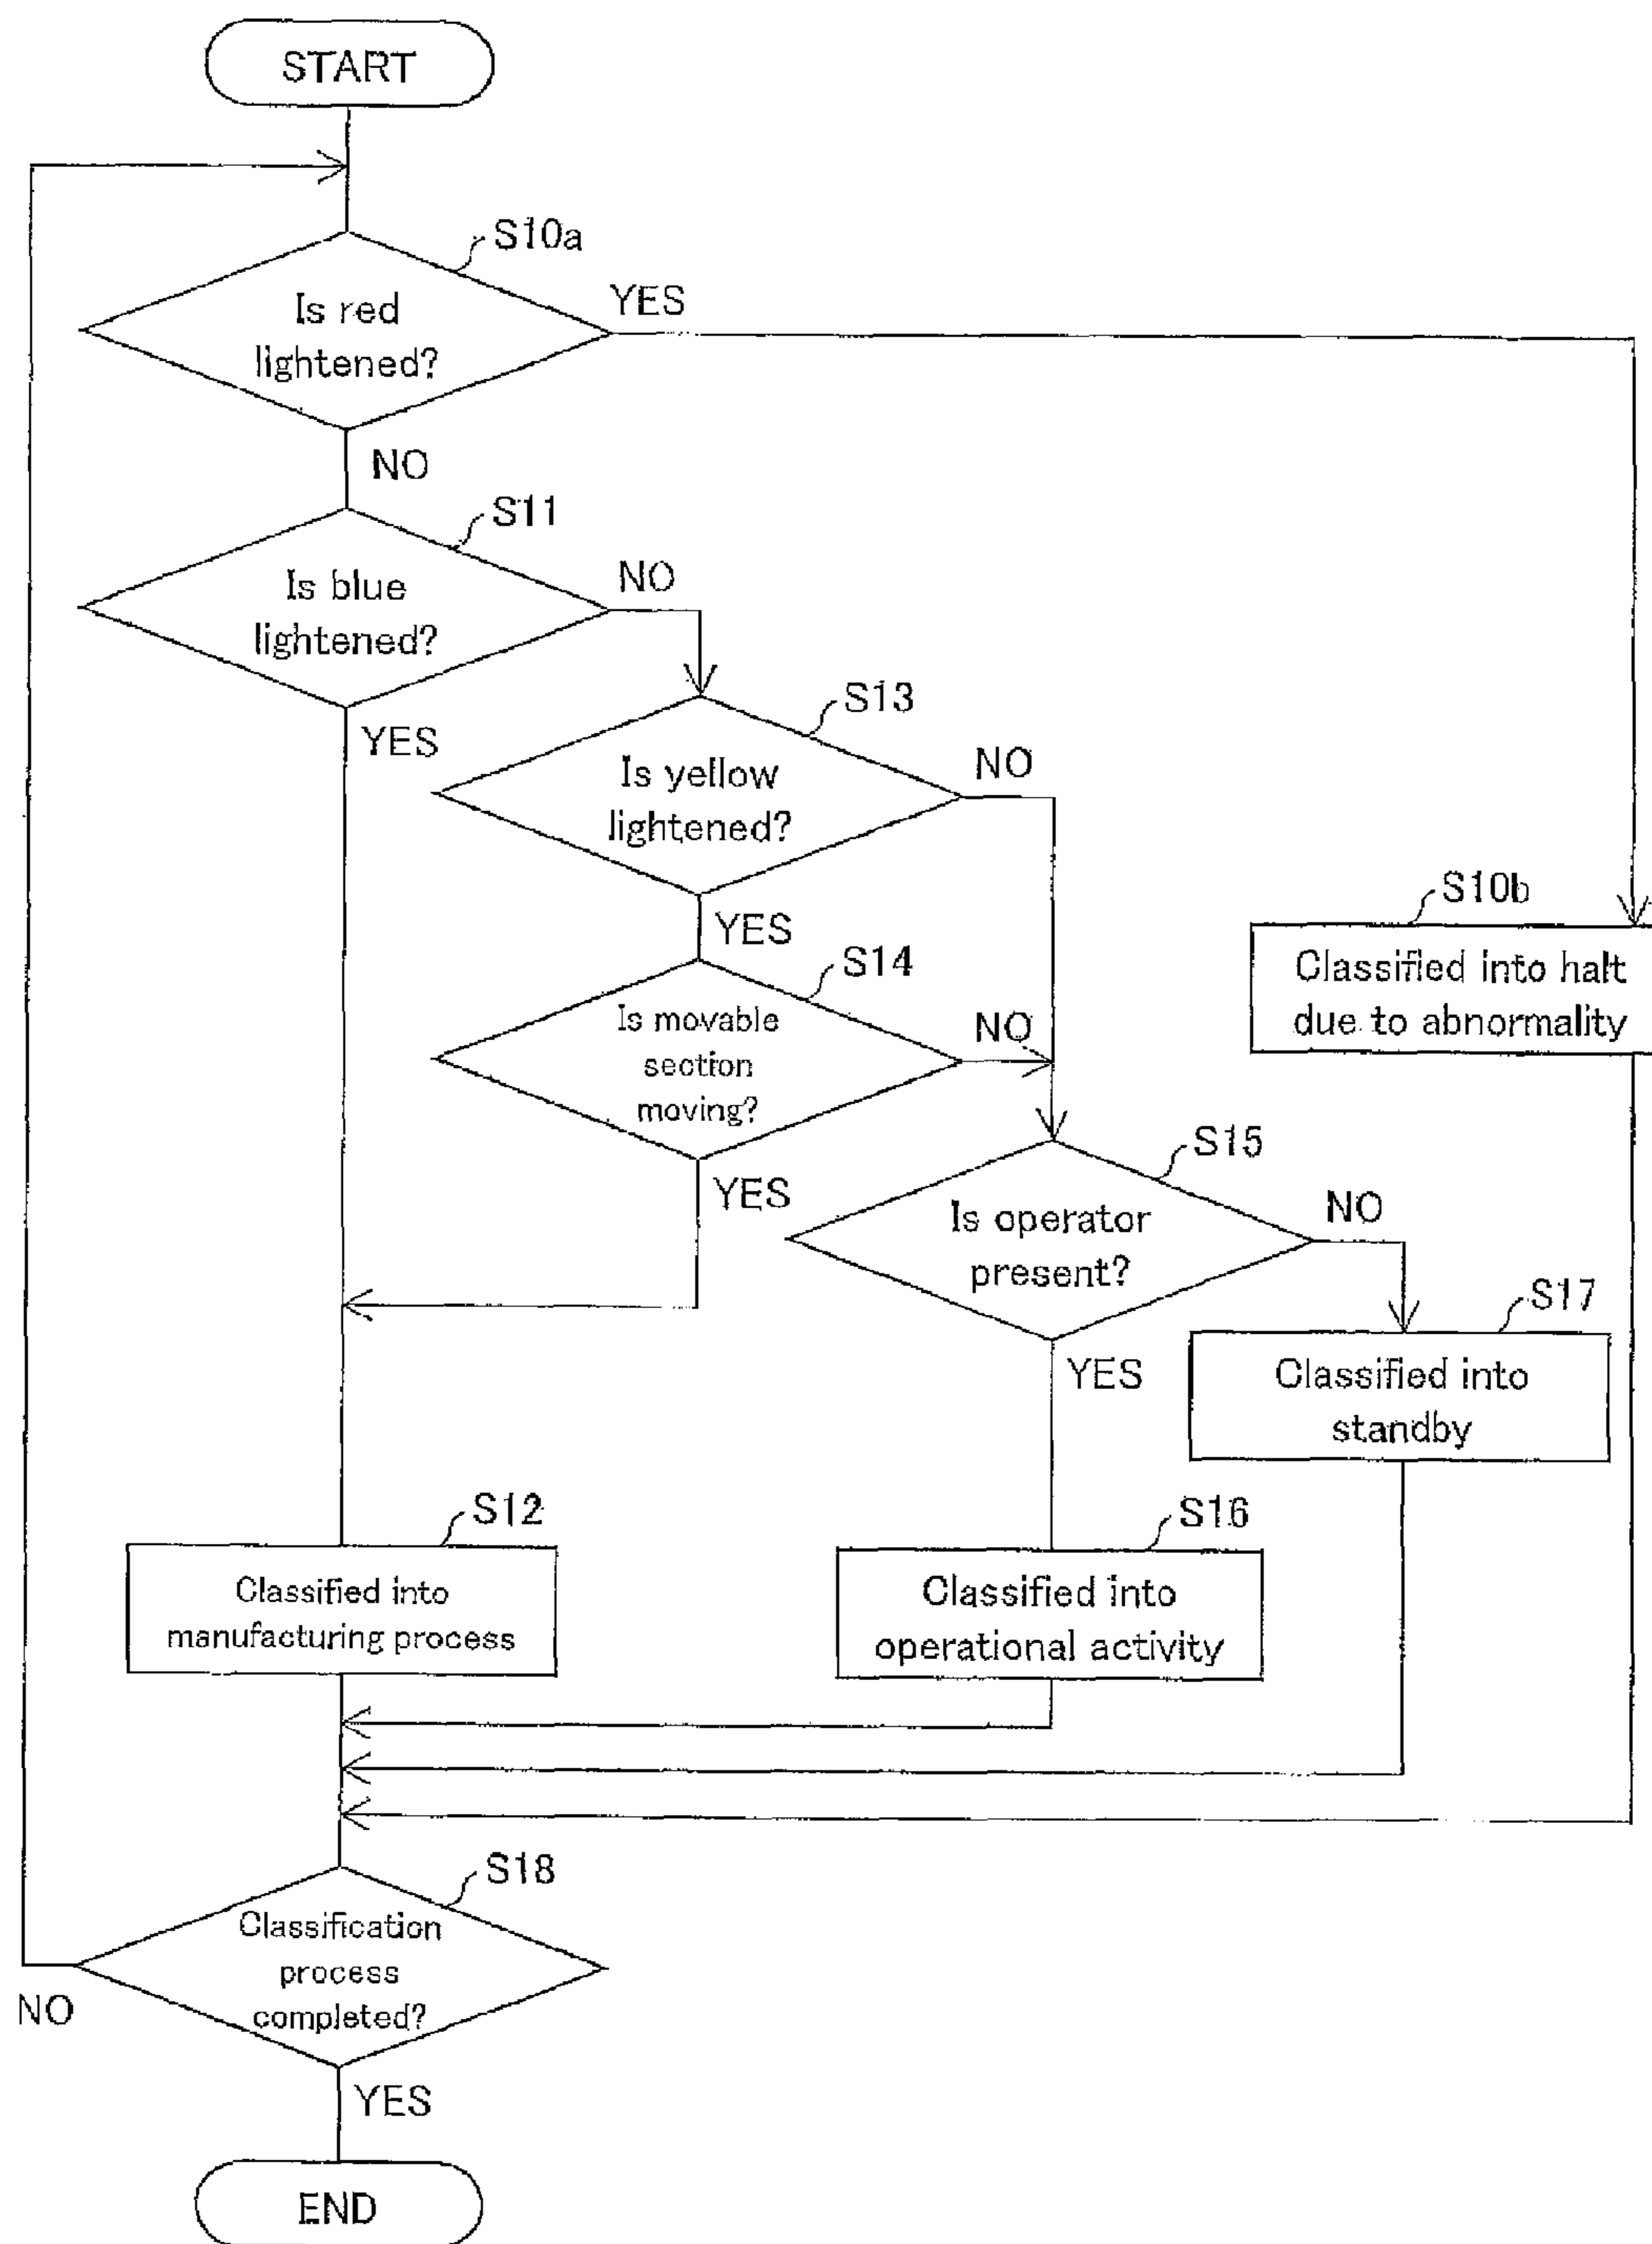 START
S10a
Is red
lightened?
YES
NO
S11
Is blue
lightened?
NO
YES
S13
Is yellow
lightened?
NO
YES
S14
Is movable
section
moving?
NO
YES
S10b
Classified into halt
due to abnormality
S15
Is operator
present?
NO
YES
S17
Classified into
standby
S12
Classified into
manufacturing process
S16
Classified into
operational activity
S18
Classification
process
completed?
NO
YES
END